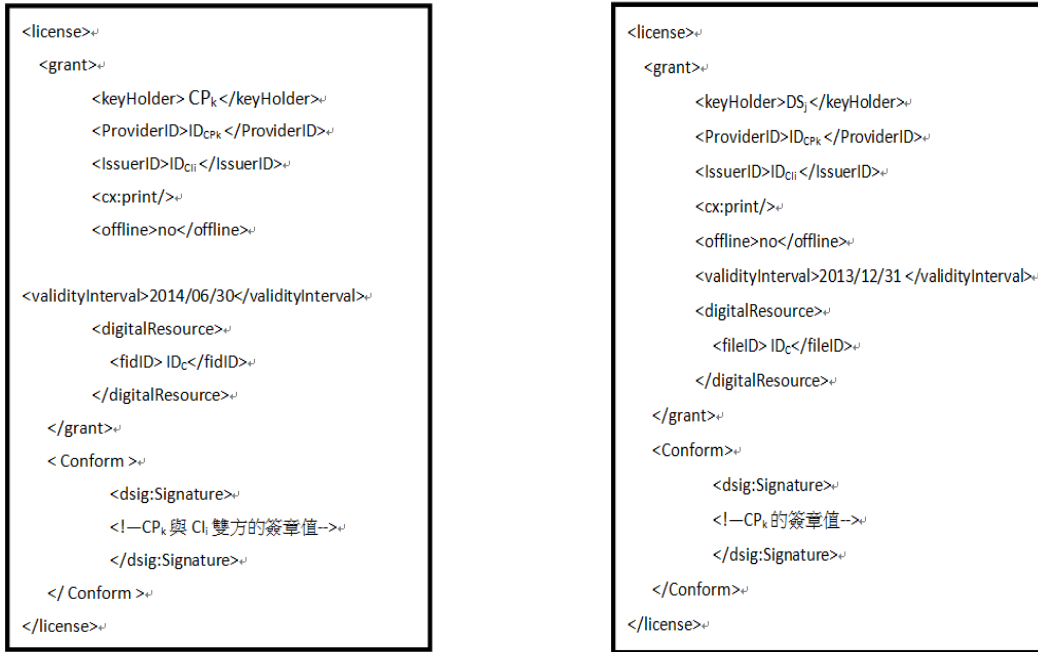 <license>↵
<grant>↵
<keyHolder> CPk </keyHolder>↵
<ProviderID>IDCPk </ProviderID>↵
<IssuerID>IDCIi </IssuerID>↵
<cx:print/>↵
<offline>no</offline>↵
<validityInterval>2014/06/30</validityInterval>↵
<digitalResource>↵
<fidID> IDC</fidID>↵
</digitalResource>↵
</grant>↵
< Conform >↵
<dsig:Signature>↵
<!—CPk 與 CIi 雙方的簽章值-->↵
</dsig:Signature>↵
</ Conform >↵
</license>↵
<license>↵
<grant>↵
<keyHolder>DSj </keyHolder>↵
<ProviderID>IDCPk </ProviderID>↵
<IssuerID>IDCIi </IssuerID>↵
<cx:print/>↵
<offline>no</offline>↵
<validityInterval>2013/12/31 </validityInterval>↵
<digitalResource>↵
<fileID> IDC</fileID>↵
</digitalResource>↵
</grant>↵
<Conform>↵
<dsig:Signature>↵
<!—CPk 的簽章值-->↵
</dsig:Signature>↵
</Conform>↵
</license>↵